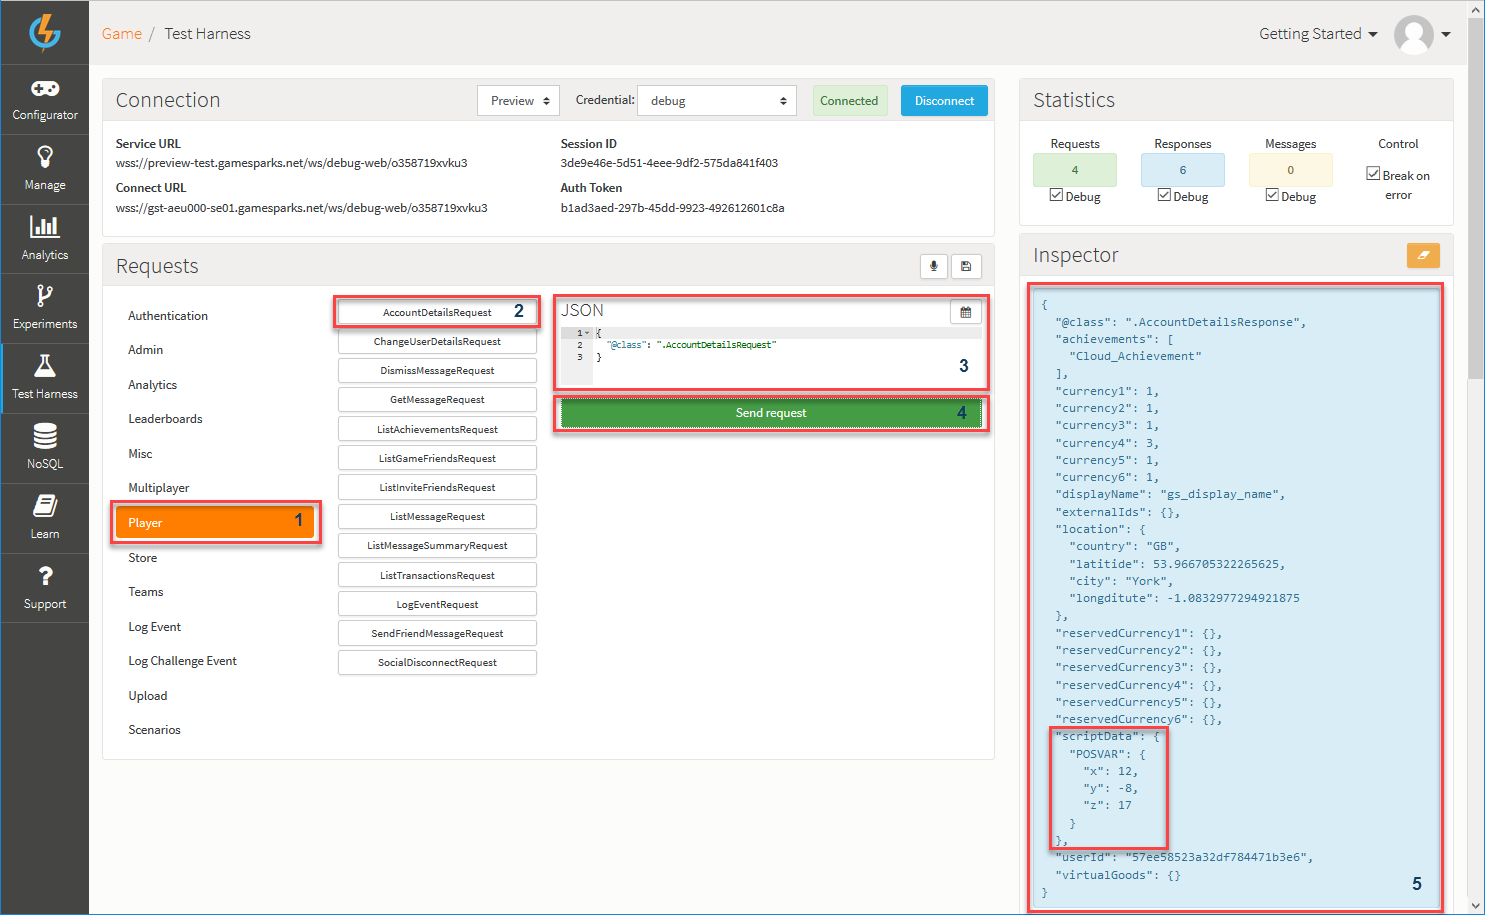 Game / Test Harness
Getting Started
Configurator
Manage
Analytics
Experiments
Test Harness
NoSQL
Learn
Support
Connection
Preview
Credential:
debug
Connected
Disconnect
Service URL
wss://preview-test.gamesparks.net/ws/debug-web/o358719xvku3
Connect URL
wss://gst-aeu000-se01.gamesparks.net/ws/debug-web/o358719xvku3
Session ID
3de9e46e-5d51-4eee-9df2-575da841f403
Auth Token
b1ad3aed-297b-45dd-9923-492612601c8a
Statistics
Requests
4
Debug
Responses
6
Debug
Messages
0
Debug
Control
Break on
error
Requests
Authentication
Admin
Analytics
Leaderboards
Misc
Multiplayer
Player 1
Store
Teams
Log Event
Log Challenge Event
Upload
Scenarios
AccountDetailsRequest 2
ChangeUserDetailsRequest
DismissMessageRequest
GetMessageRequest
ListAchievementsRequest
ListGameFriendsRequest
ListInviteFriendsRequest
ListMessageRequest
ListMessageSummaryRequest
ListTransactionsRequest
LogEventRequest
SendFriendMessageRequest
SocialDisconnectRequest
JSON
1 {
2 "@class": ".AccountDetailsRequest"
3 }
3
Send request 4
Inspector
{
"@class": ".AccountDetailsResponse",
"achievements": [
"Cloud_Achievement"
],
"currency1": 1,
"currency2": 1,
"currency3": 1,
"currency4": 3,
"currency5": 1,
"currency6": 1,
"displayName": "gs_display_name",
"externalIds": {},
"location": {
"country": "GB",
"latitide": 53.966705322265625,
"city": "York",
"longditute": -1.0832977294921875
},
"reservedCurrency1": {},
"reservedCurrency2": {},
"reservedCurrency3": {},
"reservedCurrency4": {},
"reservedCurrency5": {},
"reservedCurrency6": {},
"scriptData": {
"POSVAR": {
"x": 12,
"y": -8,
"z": 17
}
},
"userId": "57ee58523a32df784471b3e6",
"virtualGoods": {}
}
5